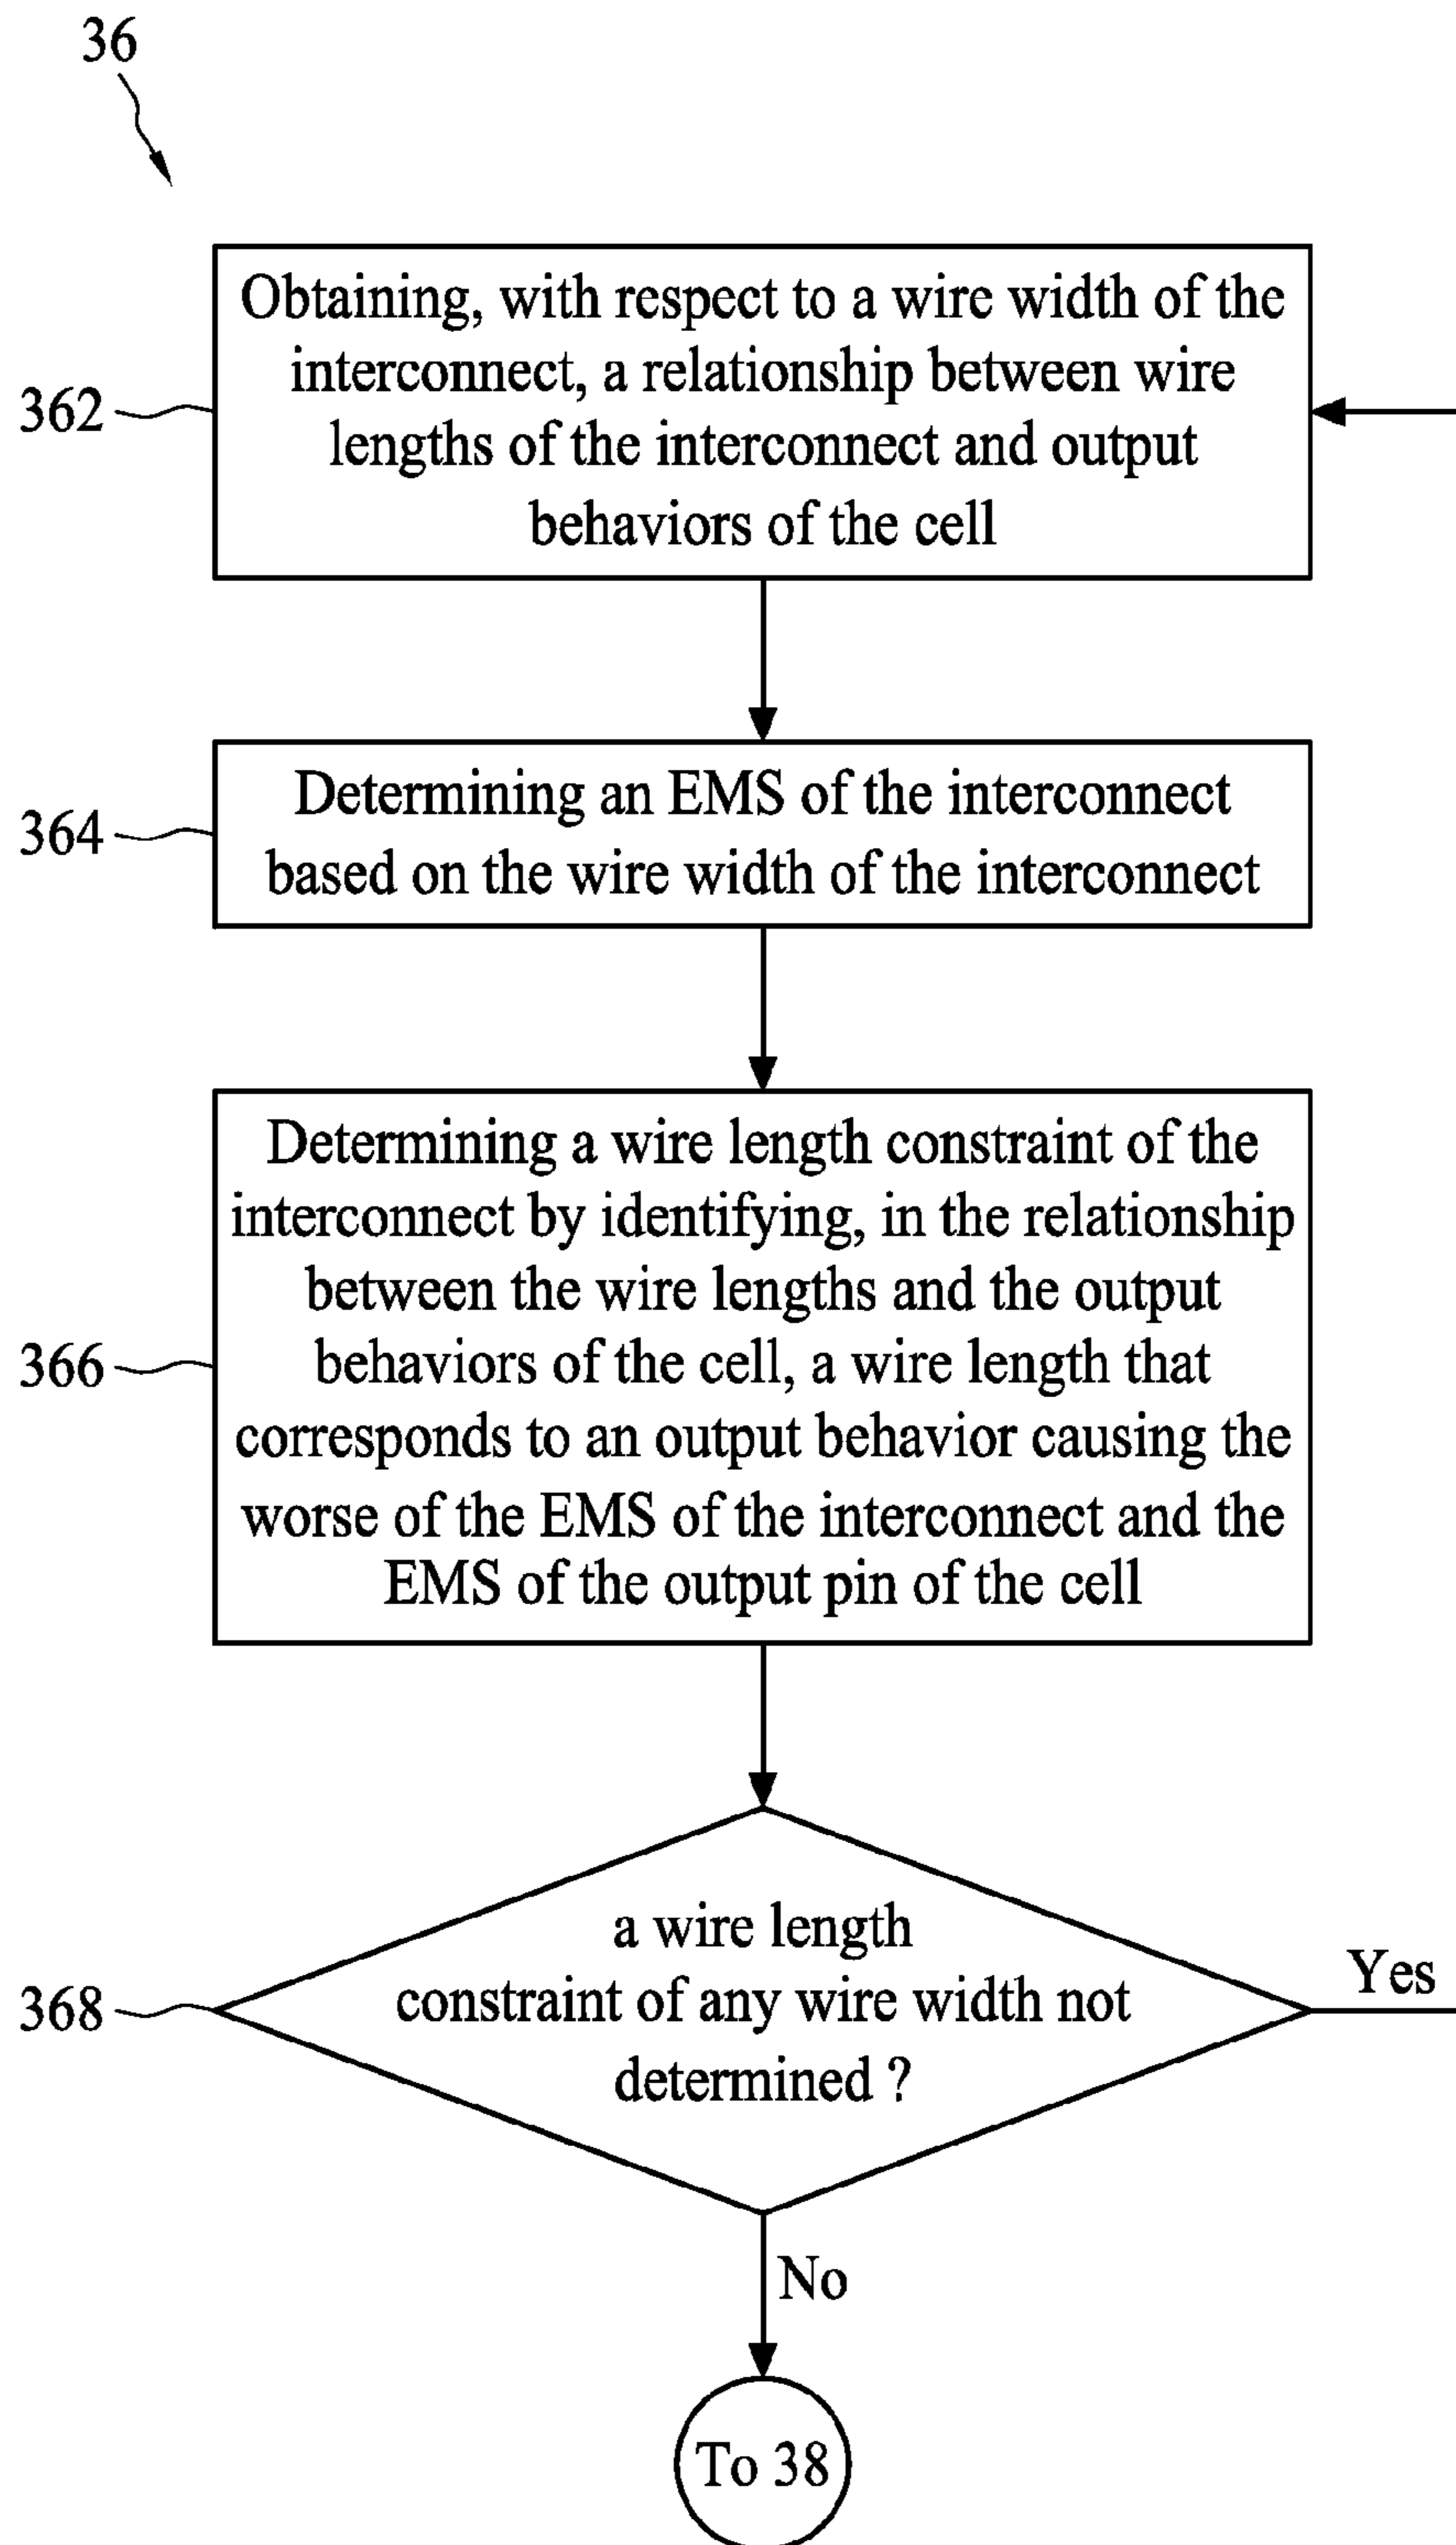 36
362
Obtaining, with respect to a wire width of the
interconnect, a relationship between wire
lengths of the interconnect and output
behaviors of the cell
364
Determining an EMS of the interconnect
based on the wire width of the interconnect
366
Determining a wire length constraint of the
interconnect by identifying, in the relationship
between the wire lengths and the output
behaviors of the cell, a wire length that
corresponds to an output behavior causing the
worse of the EMS of the interconnect and the
EMS of the output pin of the cell
368
a wire length
constraint of any wire width not
determined ?
Yes
No
To 38